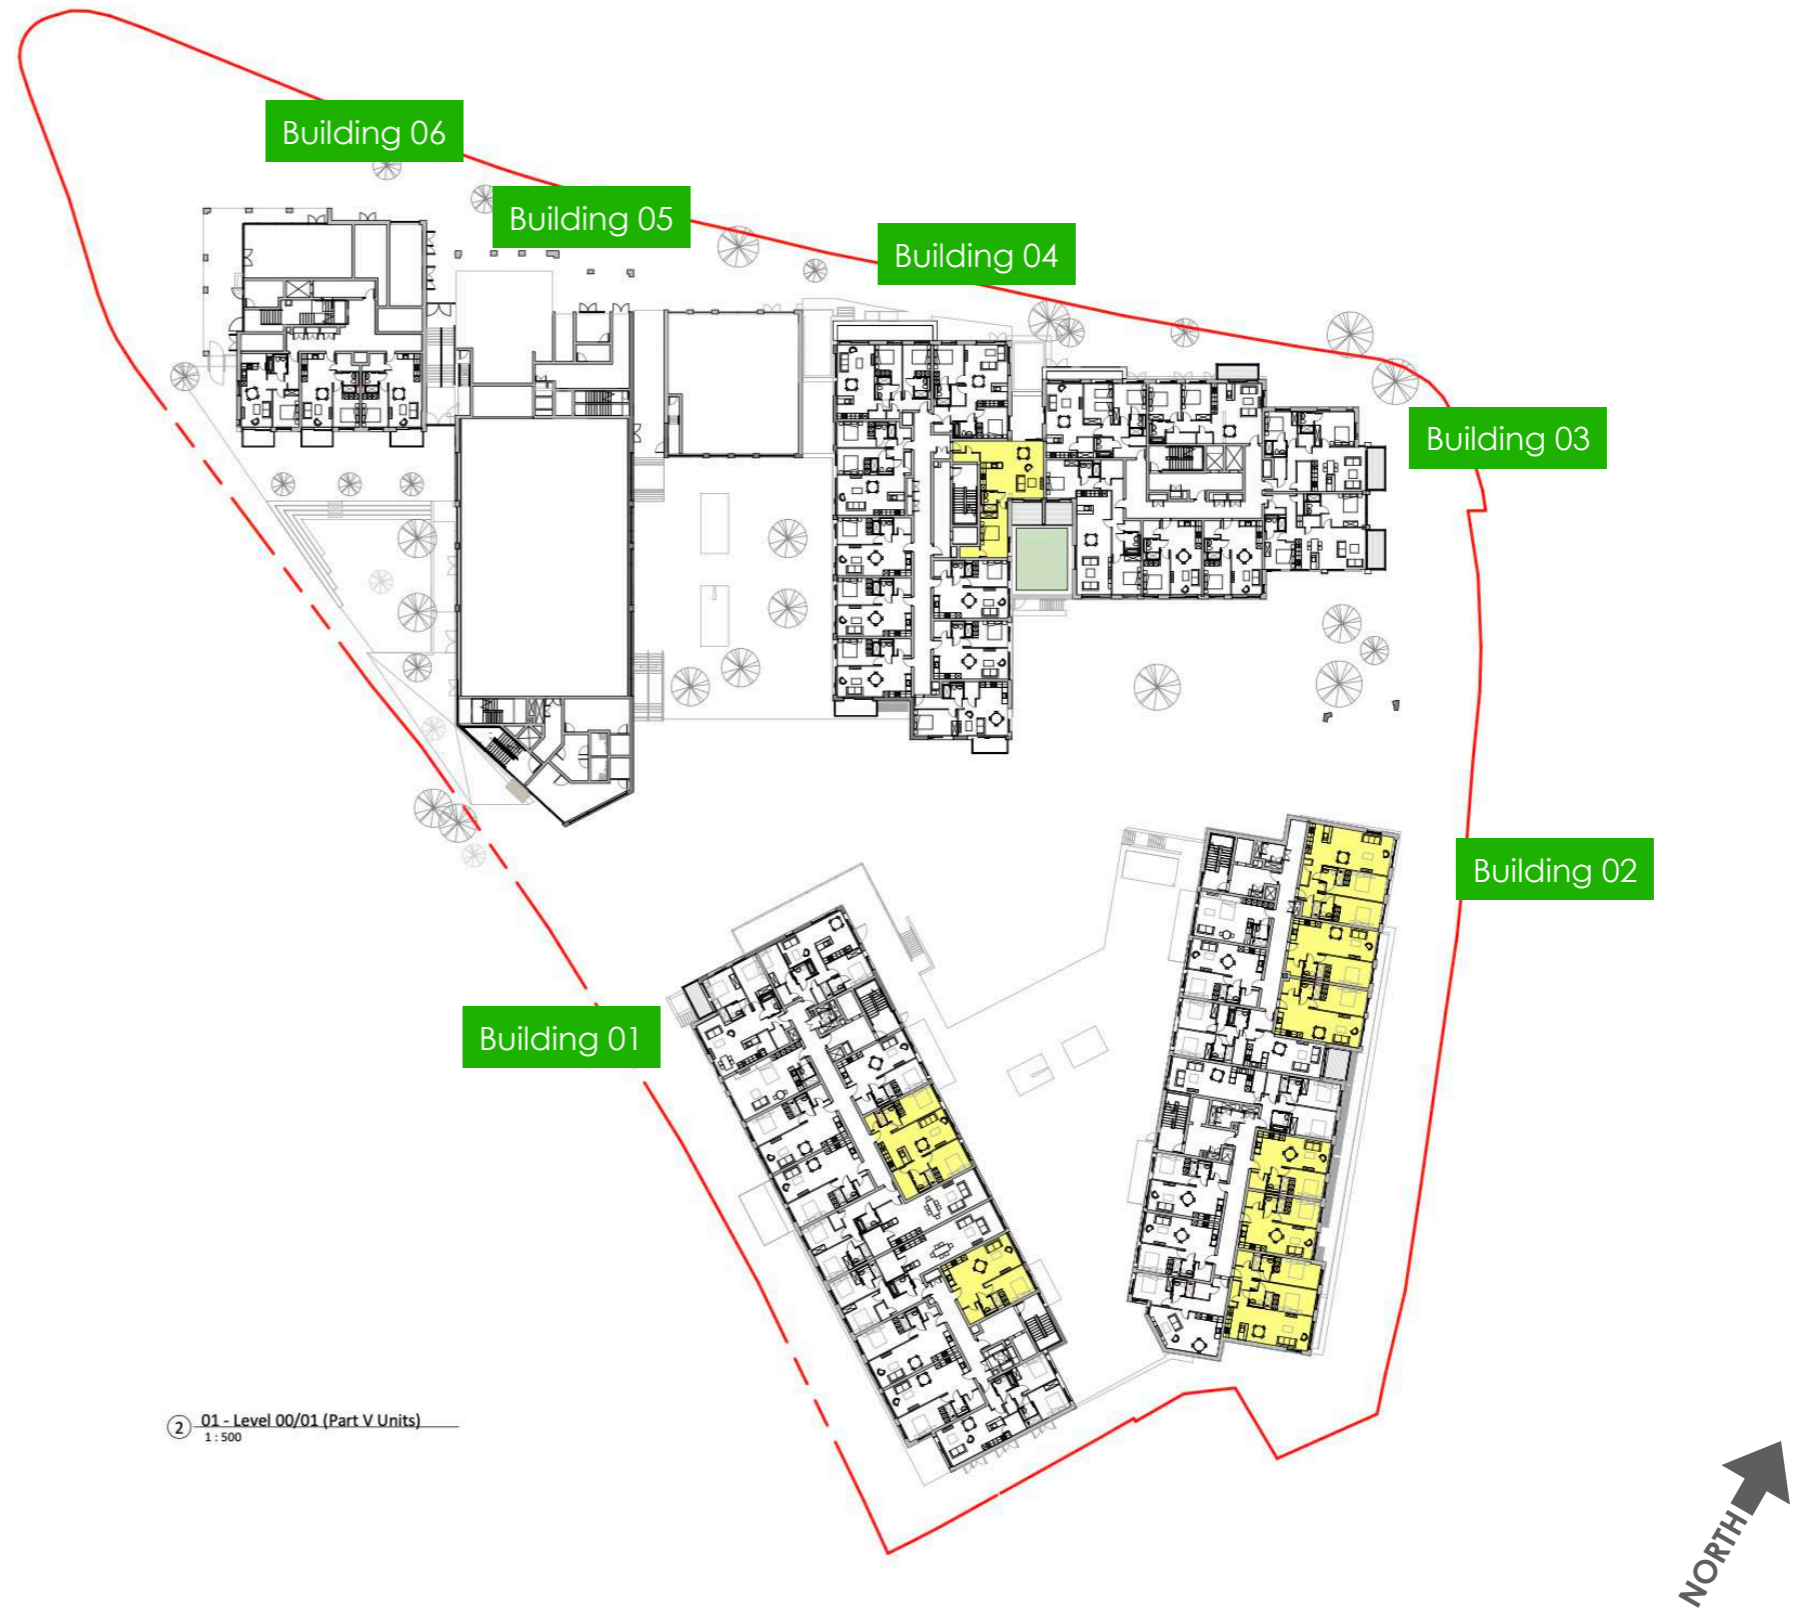 Building 06
Building 05
Building 04
Building 03
Building 02
Building 01
2 01 - Level 00/01 (Part V Units)
1 : 500
NORTH